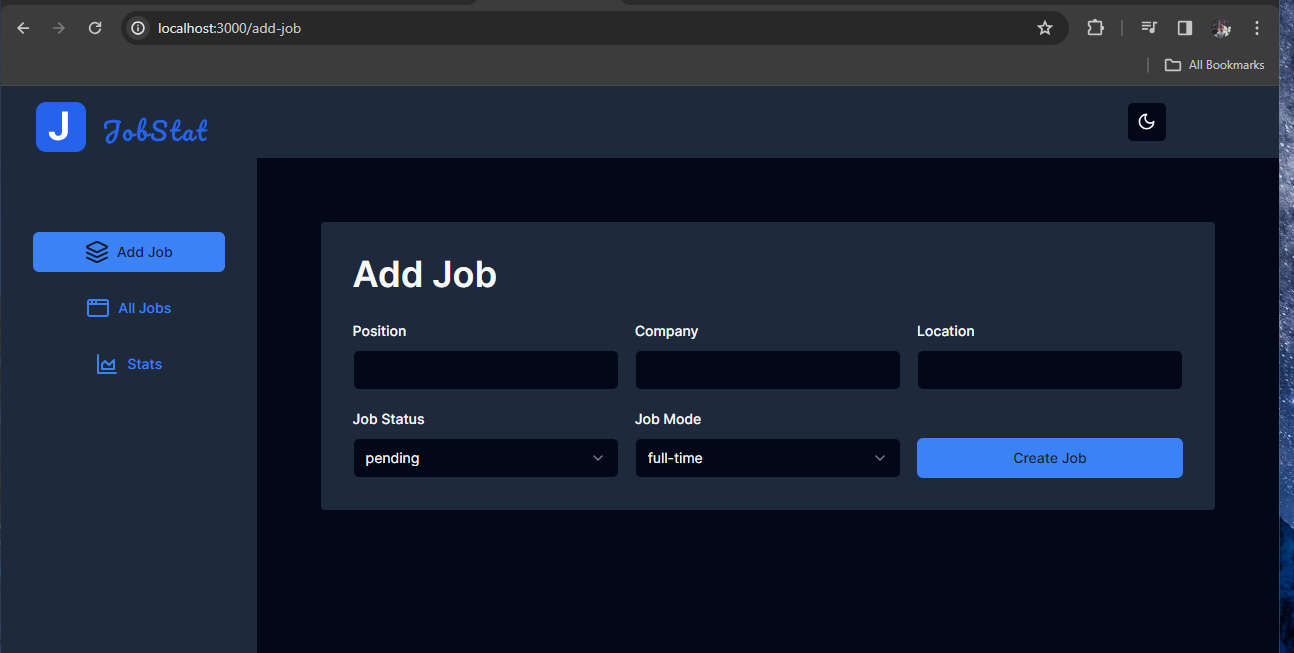 localhost:3000/add-job
All Bookmarks
J JobStat
Add Job
All Jobs
Stats
Add Job
Position Company Location
Job Status Job Mode
pending full-time Create Job